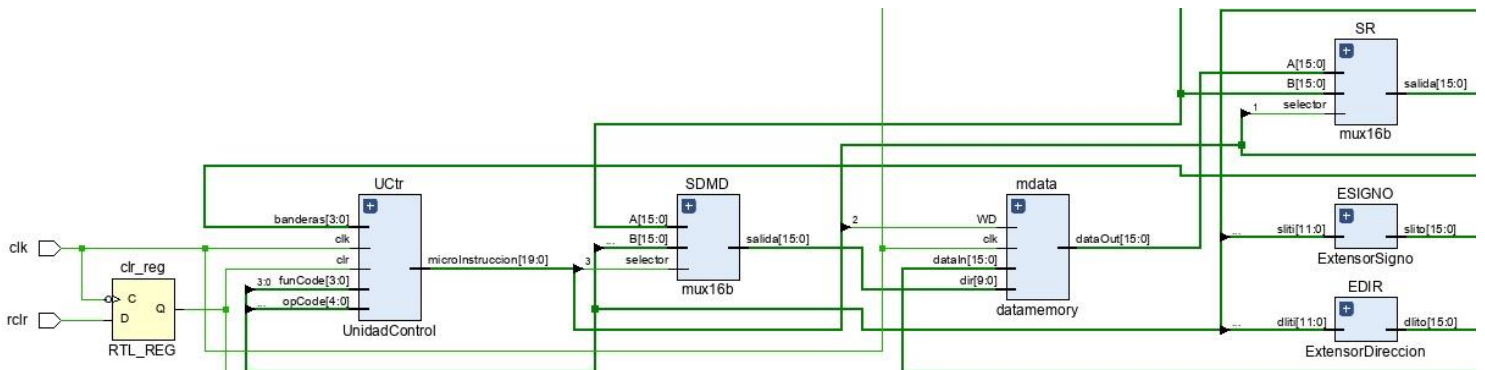 SR
A[15:0]
B[15:0]
salida[15:0]
selector
1
mux16b
UCtr
SDMD
mdata
ESIGNO
banderas[3:0]
A[15:0]
2
WD
sliti[11:0]
slito[15:0]
...
ExtensorSigno
clk
clk
B[15:0]
...
salida[15:0]
clk
dataOut[15:0]
clr_reg
clr
microInstruccion[19:0]
3
selector
dataIn[15:0]
C
3:0
funCode[3:0]
mux16b
dir[9:0]
EDIR
rclr
D
Q
...
opCode[4:0]
UnidadControl
datamemory
...
dliti[11:0]
dlito[15:0]
RTL_REG
ExtensorDireccion